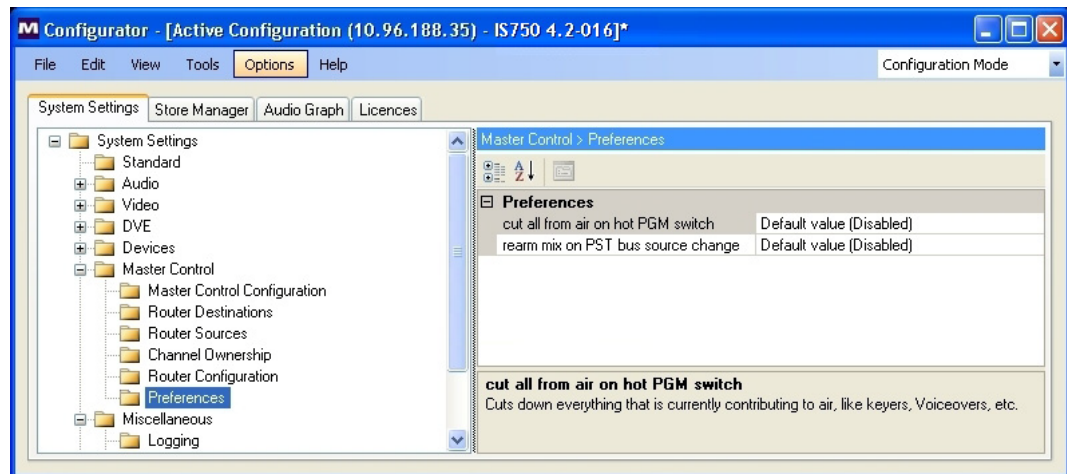 M Configurator - [Active Configuration (10.96.188.35) - IS750 4.2-016]*
File Edit View Tools Options Help Configuration Mode
System Settings Store Manager Audio Graph Licences
System Settings
Standard
Audio
Video
DVE
Devices
Master Control
Master Control Configuration
Router Destinations
Router Sources
Channel Ownership
Router Configuration
Preferences
Miscellaneous
Logging
Master Control > Preferences
Preferences
cut all from air on hot PGM switch Default value (Disabled)
rearm mix on PST bus source change Default value (Disabled)
cut all from air on hot PGM switch
Cuts down everything that is currently contributing to air, like keyers, Voiceovers, etc.